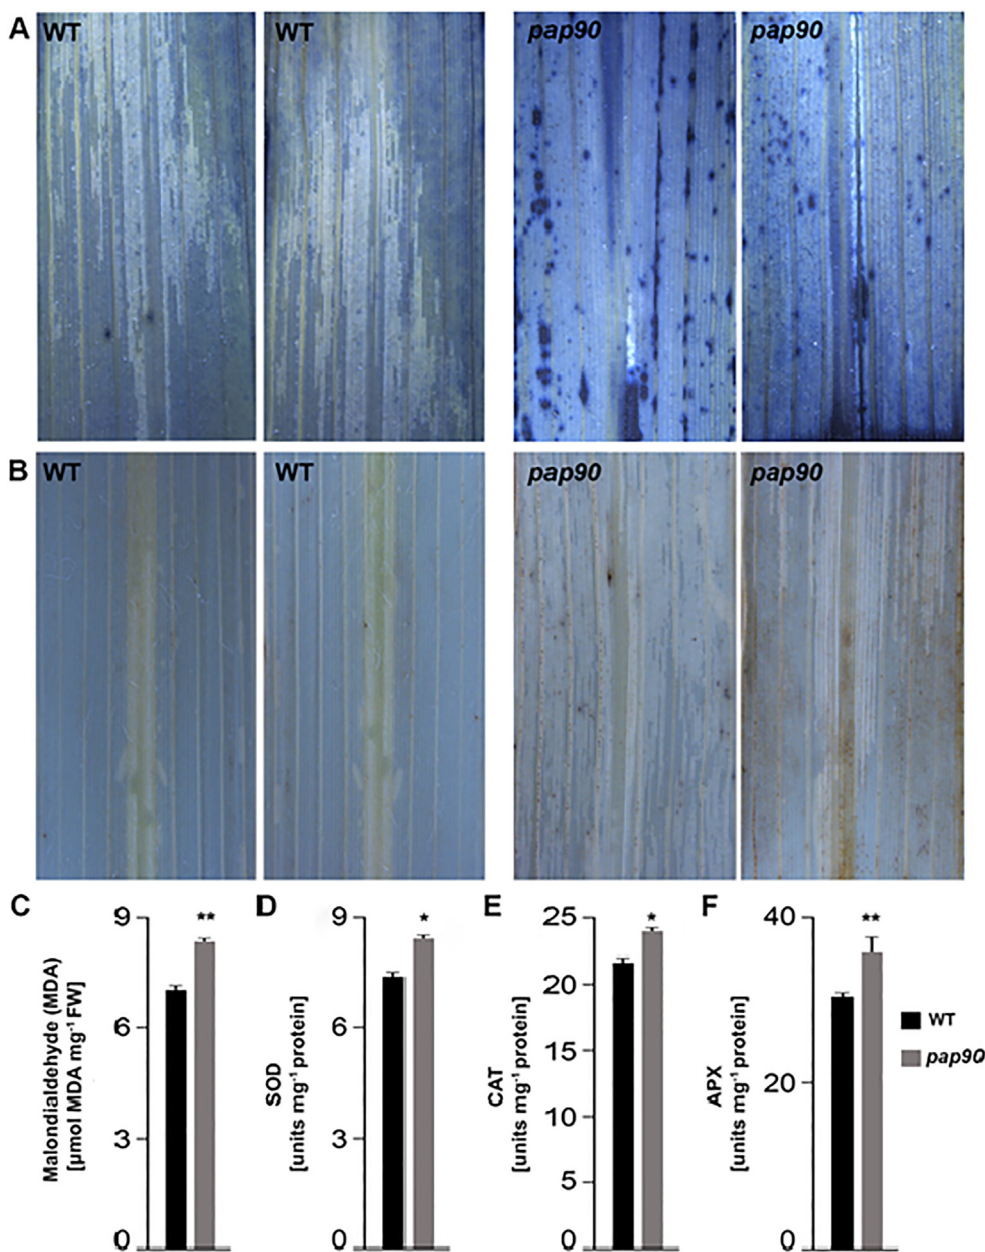 A WT WT pap90 pap90
B WT WT pap90 pap90
C D E F
Malondialdehyde (MDA)
[µmol MDA mg⁻¹ FW]
9
6
3
0
**
SOD
[units mg⁻¹ protein]
9
6
3
0
*
CAT
[units mg⁻¹ protein]
25
20
15
10
5
0
*
APX
[units mg⁻¹ protein]
40
20
0
**
WT
pap90